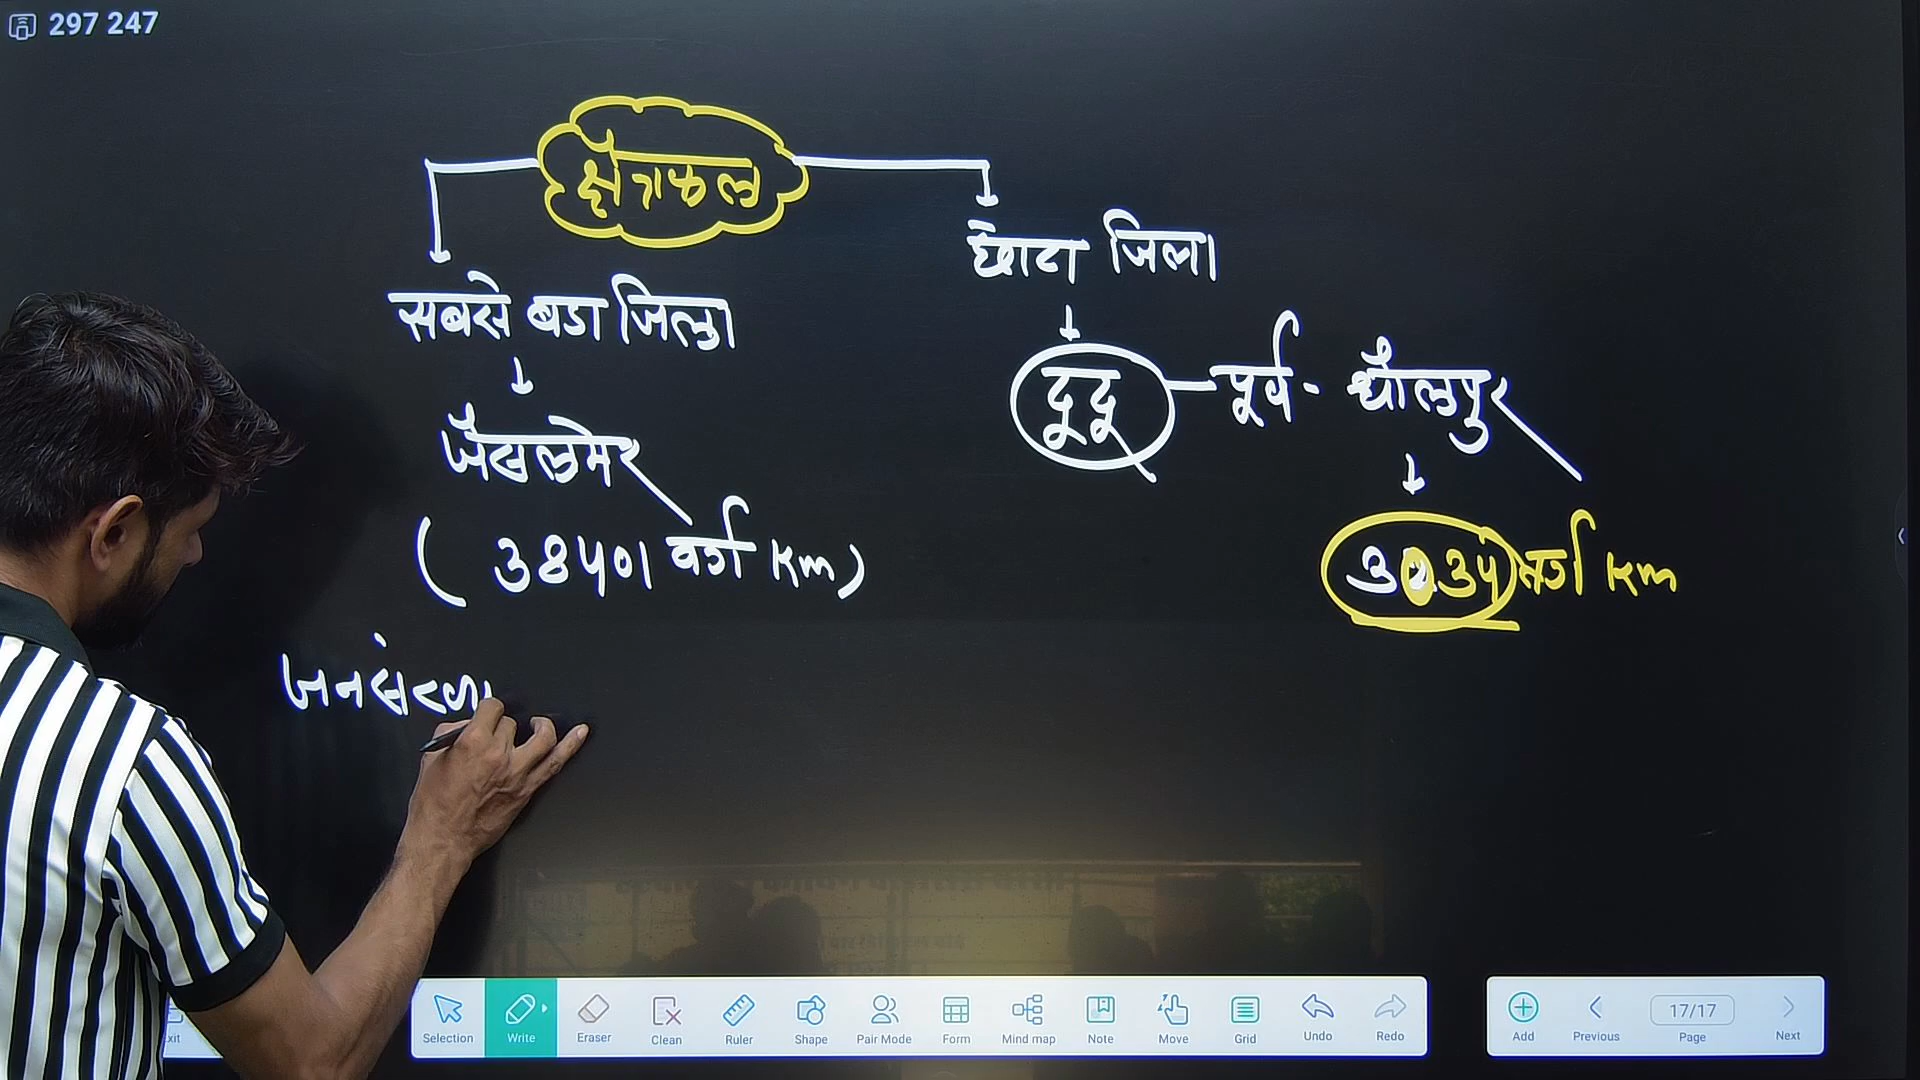 297 247
क्षेत्रफल
सबसे बडा जिला
छोटा जिला
जैसलमेर
दूदू - पूर्व - धौलपुर
( 38401 वर्ग km )
3034 वर्ग km
जनसंख्या
Selection Write Eraser Clean Ruler Shape Pair Mode Form Mind map Note Move Grid Undo Redo
Add Previous 17/17 Page Next